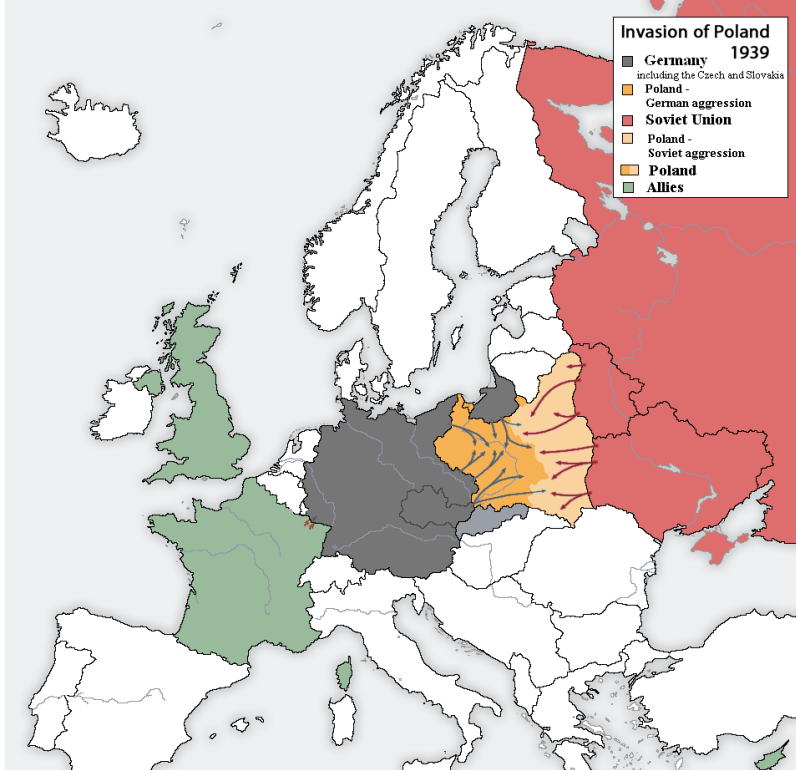 Invasion of Poland
1939
Germany
including the Czech and Slovakia
Poland -
German aggression
Soviet Union
Poland -
Soviet aggression
Poland
Allies